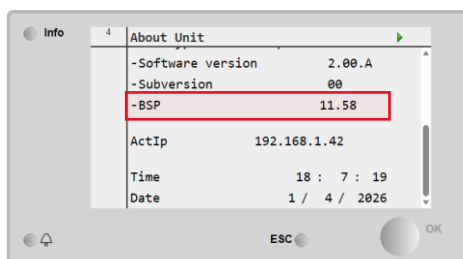 Info
4 About Unit
-Software version 2.00.A
-Subversion 00
-BSP 11.58
ActIp 192.168.1.42
Time 18 : 7 : 19
Date 1 / 4 / 2026
OK
ESC